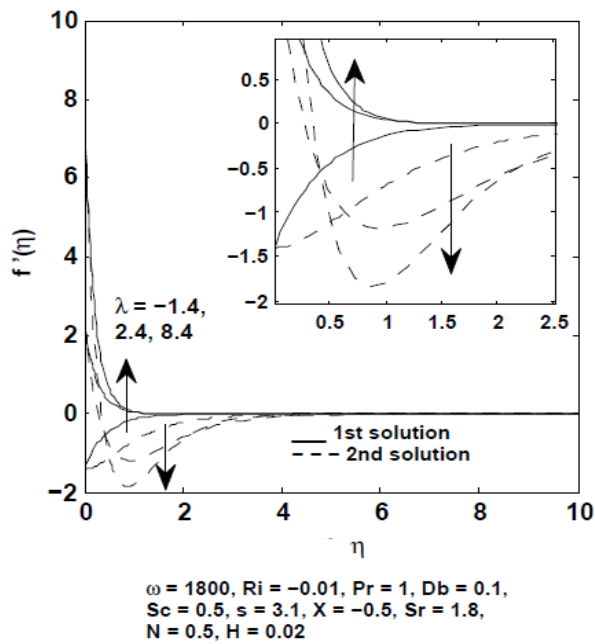 10
8
6
4
2
0
−2
f '(η)
0.5
0
−0.5
−1
−1.5
−2
0.5 1 1.5 2 2.5
λ = −1.4,
2.4, 8.4
1st solution
2nd solution
0 2 4 6 8 10
η
ω = 1800, Ri = −0.01, Pr = 1, Db = 0.1,
Sc = 0.5, s = 3.1, X = −0.5, Sr = 1.8,
N = 0.5, H = 0.02